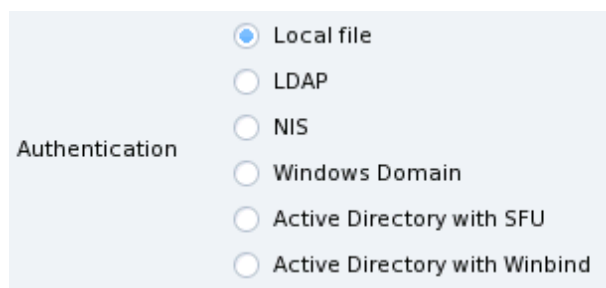 Authentication
Local file
LDAP
NIS
Windows Domain
Active Directory with SFU
Active Directory with Winbind